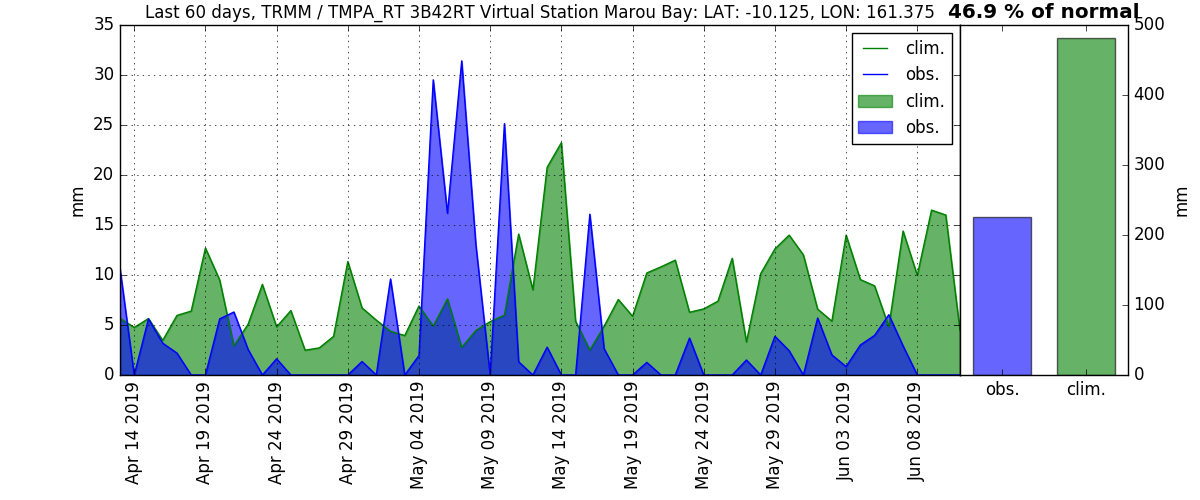 Last 60 days, TRMM / TMPA_RT 3B42RT Virtual Station Marou Bay: LAT: -10.125, LON: 161.375
46.9 % of normal
35
30
25
20
15
10
5
0
mm
clim.
obs.
clim.
obs.
Apr 14 2019
Apr 19 2019
Apr 24 2019
Apr 29 2019
May 04 2019
May 09 2019
May 14 2019
May 19 2019
May 24 2019
May 29 2019
Jun 03 2019
Jun 08 2019
500
400
300
200
100
0
mm
obs.
clim.